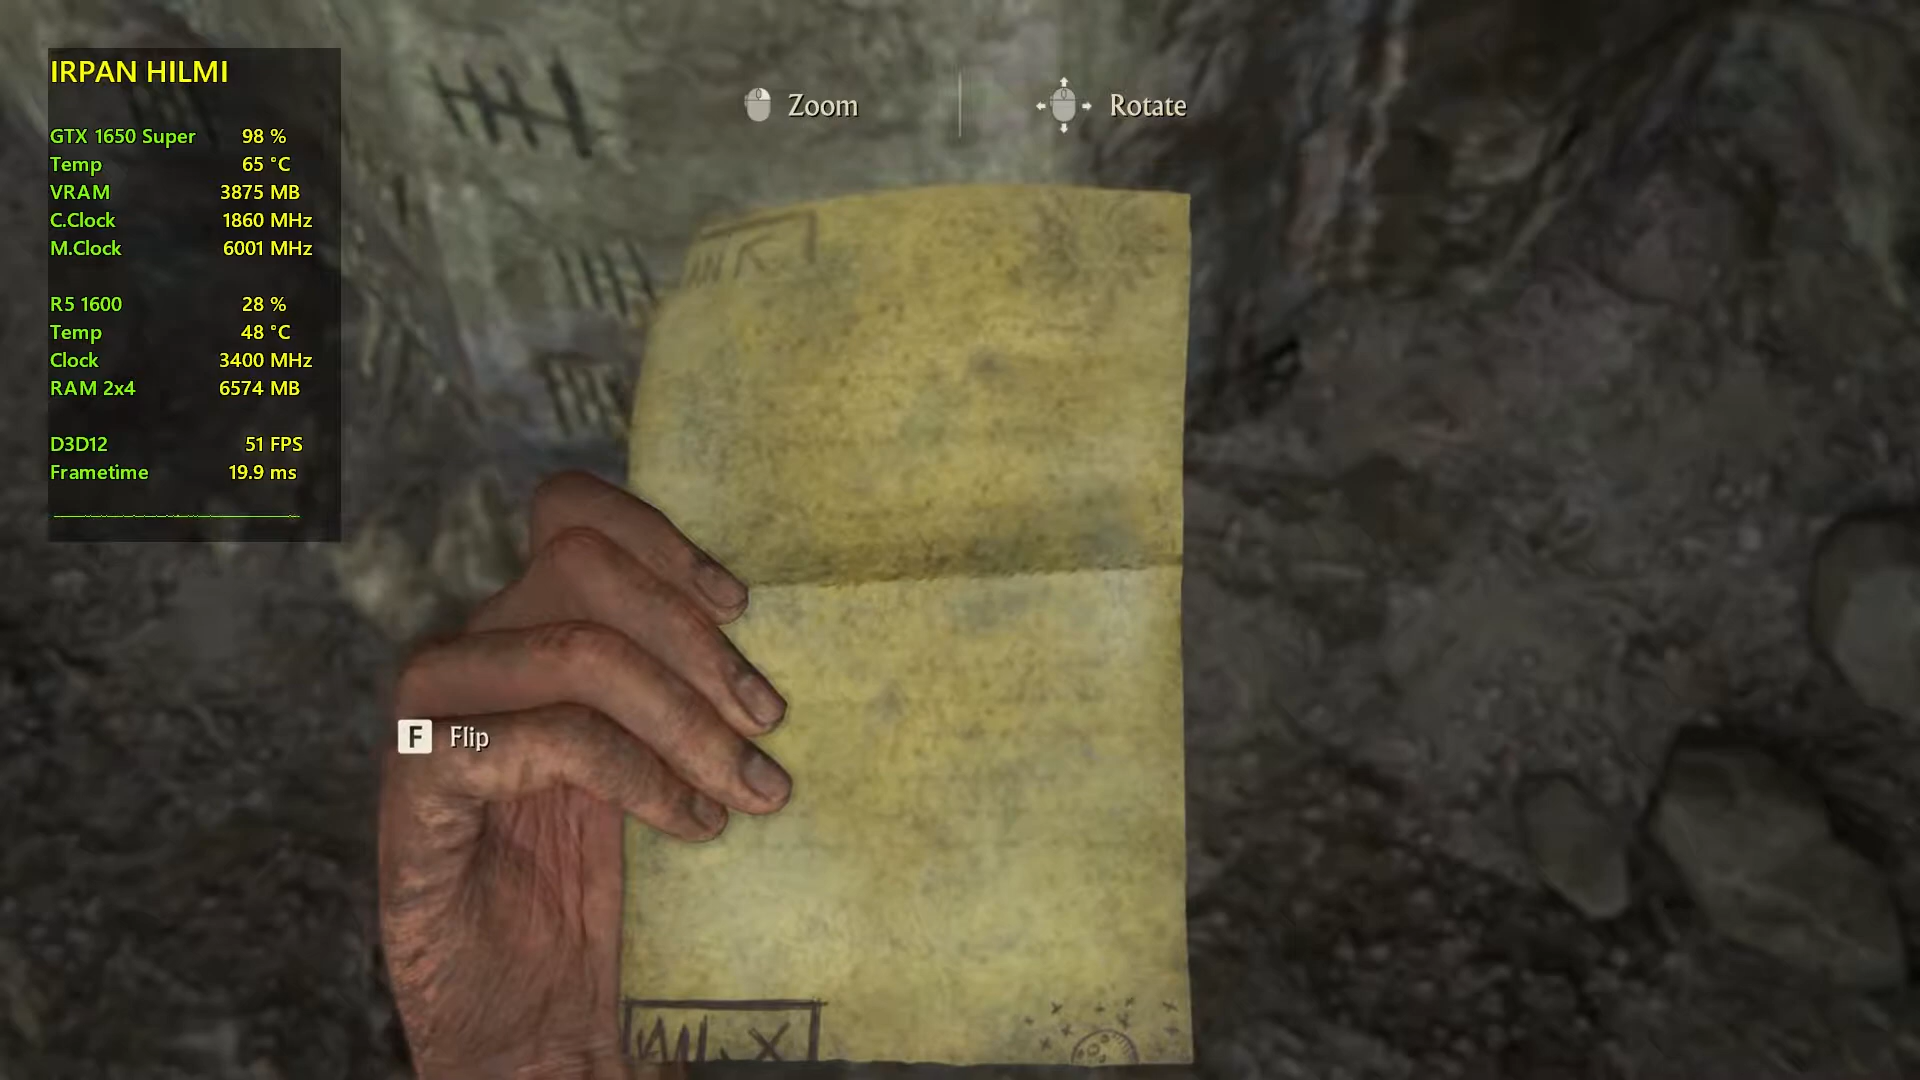 IRPAN HILMI
GTX 1650 Super 98 %
Temp 65 °C
VRAM 3875 MB
C.Clock 1860 MHz
M.Clock 6001 MHz
R5 1600 28 %
Temp 48 °C
Clock 3400 MHz
RAM 2x4 6574 MB
D3D12 51 FPS
Frametime 19.9 ms
Zoom
Rotate
F Flip